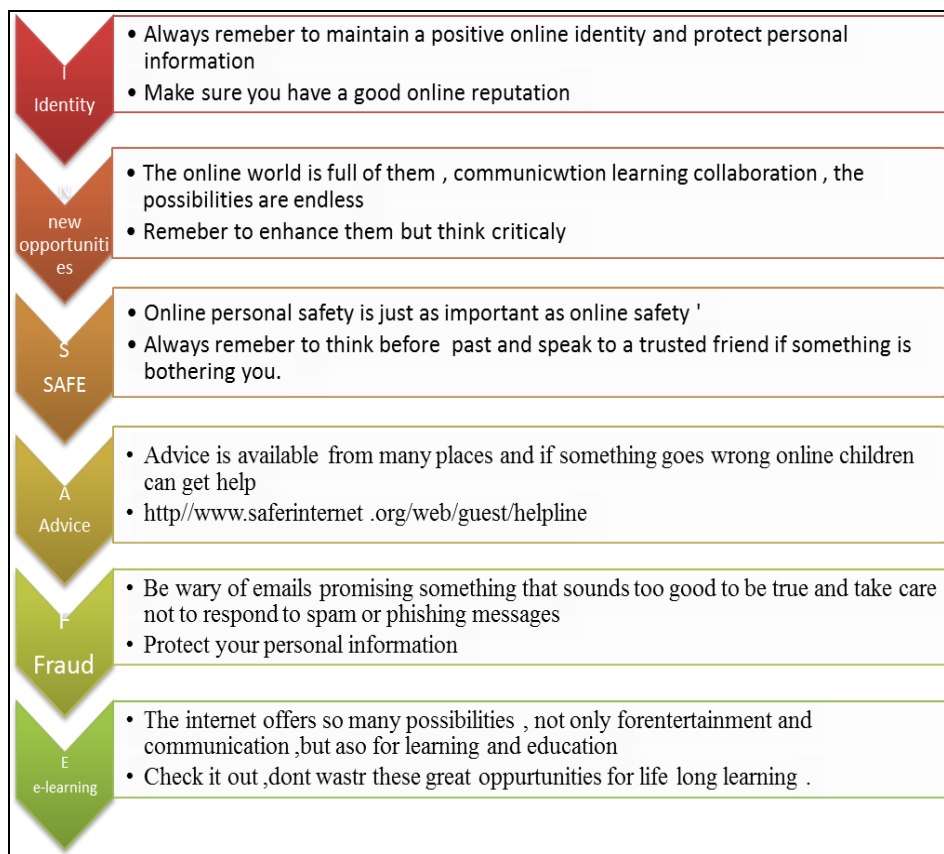 I
Identity
• Always remeber to maintain a positive online identity and protect personal
information
• Make sure you have a good online reputation
N
new
opportuniti
es
• The online world is full of them , communicwtion learning collaboration , the
possibilities are endless
• Remeber to enhance them but think criticaly
S
SAFE
• Online personal safety is just as important as online safety '
• Always remeber to think before  past and speak to a trusted friend if something is
bothering you.
A
Advice
• Advice is available from many places and if something goes wrong online children
can get help
• http//www.saferinternet .org/web/guest/helpline
F
Fraud
• Be wary of emails promising something that sounds too good to be true and take care
not to respond to spam or phishing messages
• Protect your personal information
E
e-learning
• The internet offers so many possibilities , not only forentertainment and
communication ,but aso for learning and education
• Check it out ,dont wastr these great oppurtunities for life long learning .